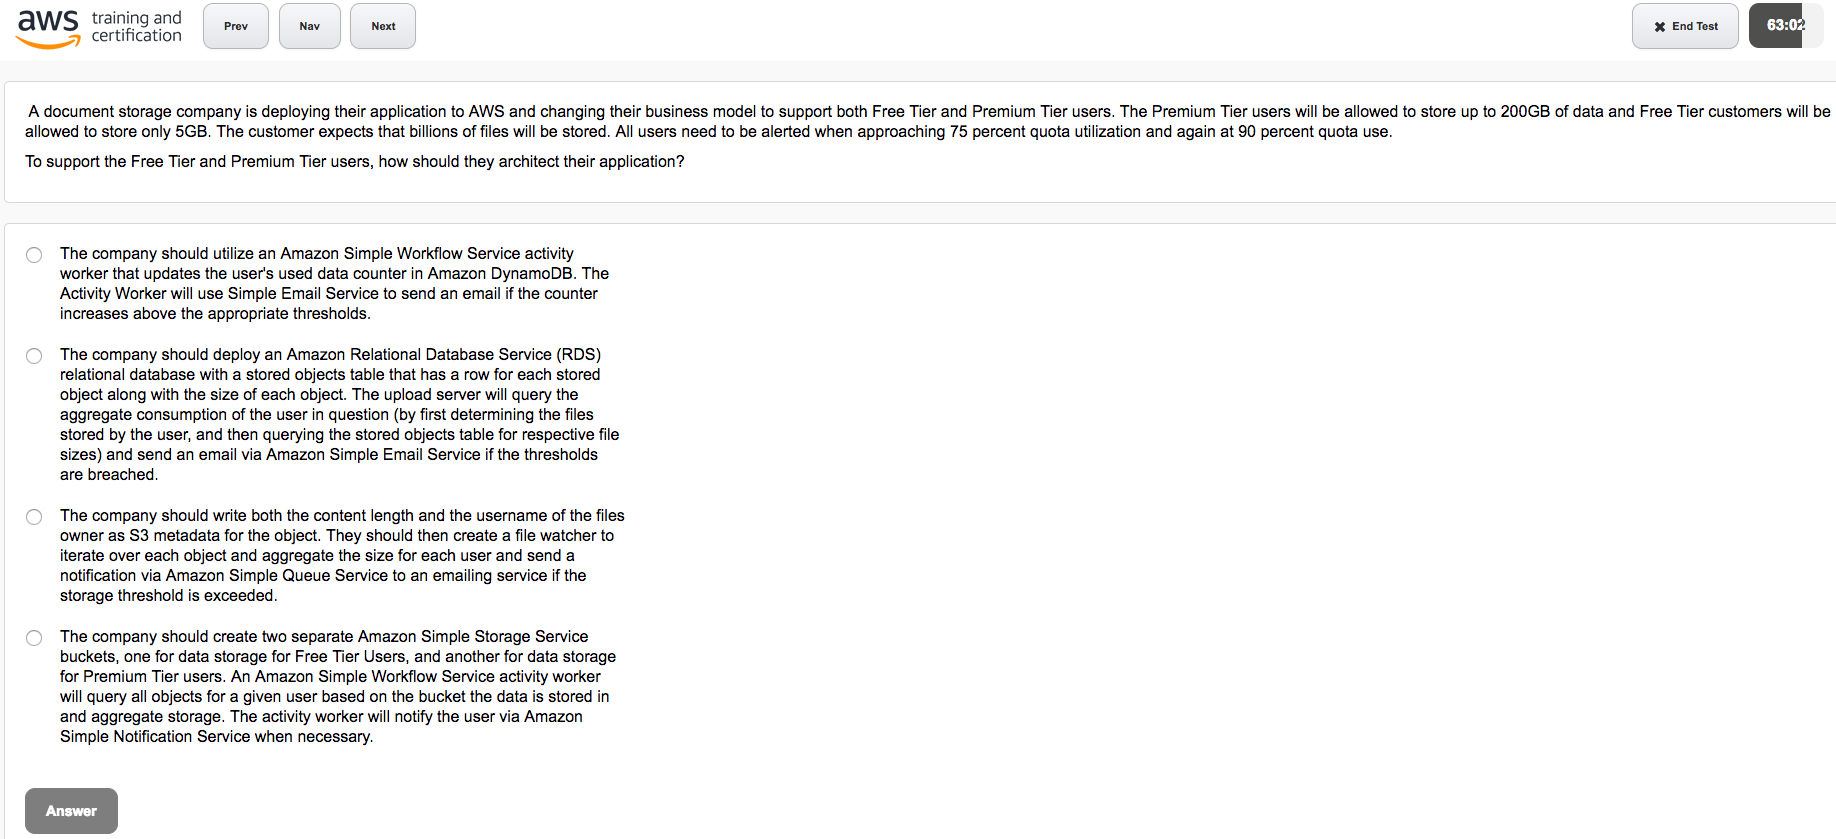 aws training and
certification
Prev
Nav
Next
End Test
63:02
A document storage company is deploying their application to AWS and changing their business model to support both Free Tier and Premium Tier users. The Premium Tier users will be allowed to store up to 200GB of data and Free Tier customers will be
allowed to store only 5GB. The customer expects that billions of files will be stored. All users need to be alerted when approaching 75 percent quota utilization and again at 90 percent quota use.
To support the Free Tier and Premium Tier users, how should they architect their application?
The company should utilize an Amazon Simple Workflow Service activity
worker that updates the user's used data counter in Amazon DynamoDB. The
Activity Worker will use Simple Email Service to send an email if the counter
increases above the appropriate thresholds.
The company should deploy an Amazon Relational Database Service (RDS)
relational database with a stored objects table that has a row for each stored
object along with the size of each object. The upload server will query the
aggregate consumption of the user in question (by first determining the files
stored by the user, and then querying the stored objects table for respective file
sizes) and send an email via Amazon Simple Email Service if the thresholds
are breached.
The company should write both the content length and the username of the files
owner as S3 metadata for the object. They should then create a file watcher to
iterate over each object and aggregate the size for each user and send a
notification via Amazon Simple Queue Service to an emailing service if the
storage threshold is exceeded.
The company should create two separate Amazon Simple Storage Service
buckets, one for data storage for Free Tier Users, and another for data storage
for Premium Tier users. An Amazon Simple Workflow Service activity worker
will query all objects for a given user based on the bucket the data is stored in
and aggregate storage. The activity worker will notify the user via Amazon
Simple Notification Service when necessary.
Answer